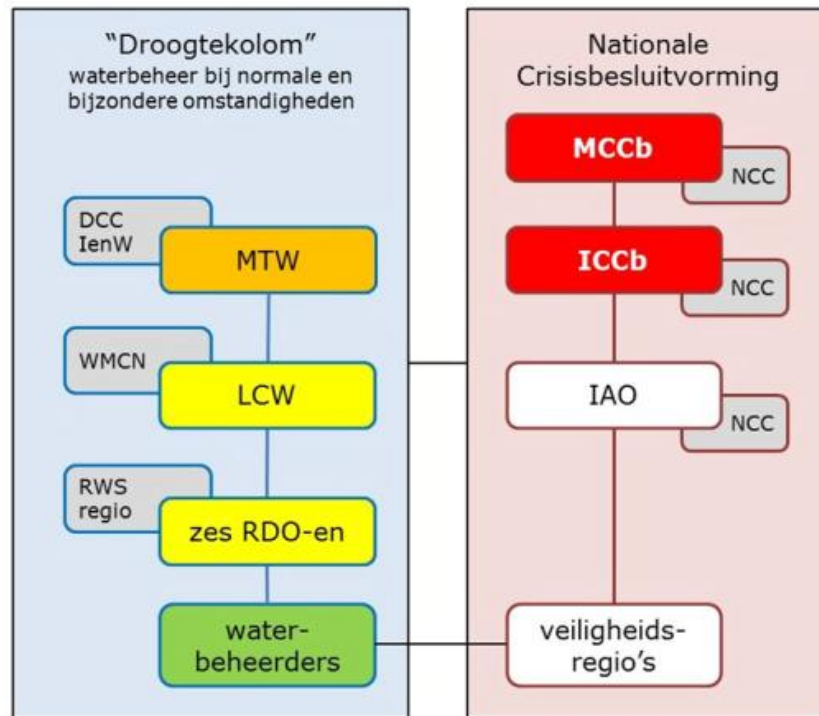 “Droogtekolom”
waterbeheer bij normale en
bijzondere omstandigheden
DCC
IenW
MTW
WMCN
LCW
RWS
regio
zes RDO-en
water-
beheerders
Nationale
Crisisbesluitvorming
MCCb
NCC
ICCb
NCC
IAO
NCC
veiligheids-
regio’s